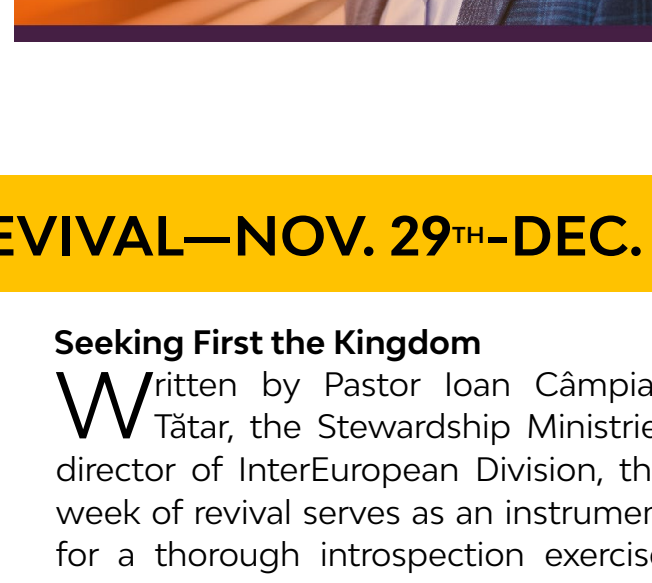 EVIVAL—NOV. 29TH-DEC.
Seeking First the Kingdom
Written by Pastor Ioan Câmpia
Tătar, the Stewardship Ministrie
director of InterEuropean Division, th
week of revival serves as an instrumen
for a thorough introspection exercise